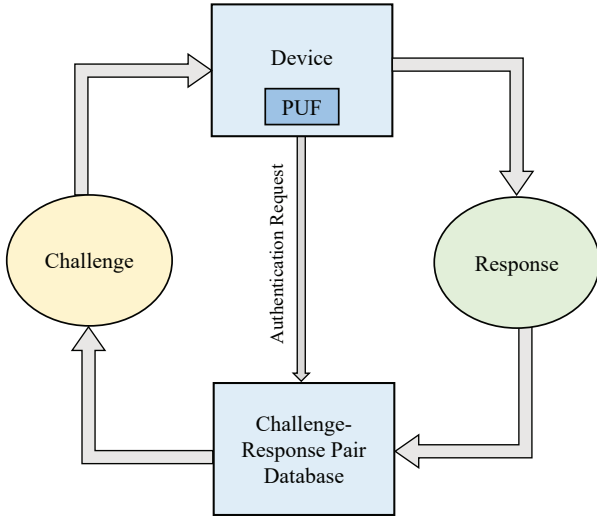 Device
PUF
Authentication Request
Challenge
Response
Challenge-
Response Pair
Database